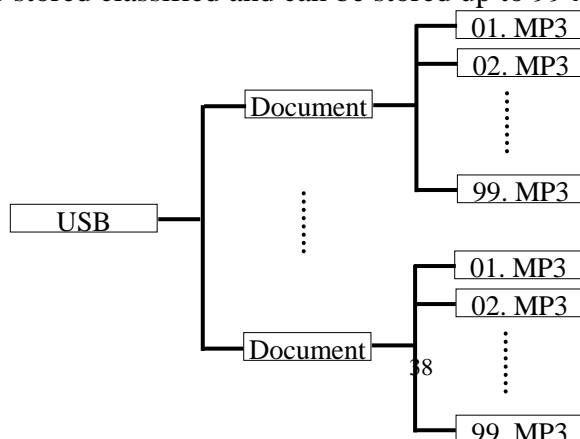 stored classified and can be stored up to 99
01. MP3
02. MP3
Document
99. MP3
USB
01. MP3
02. MP3
Document
38
99. MP3